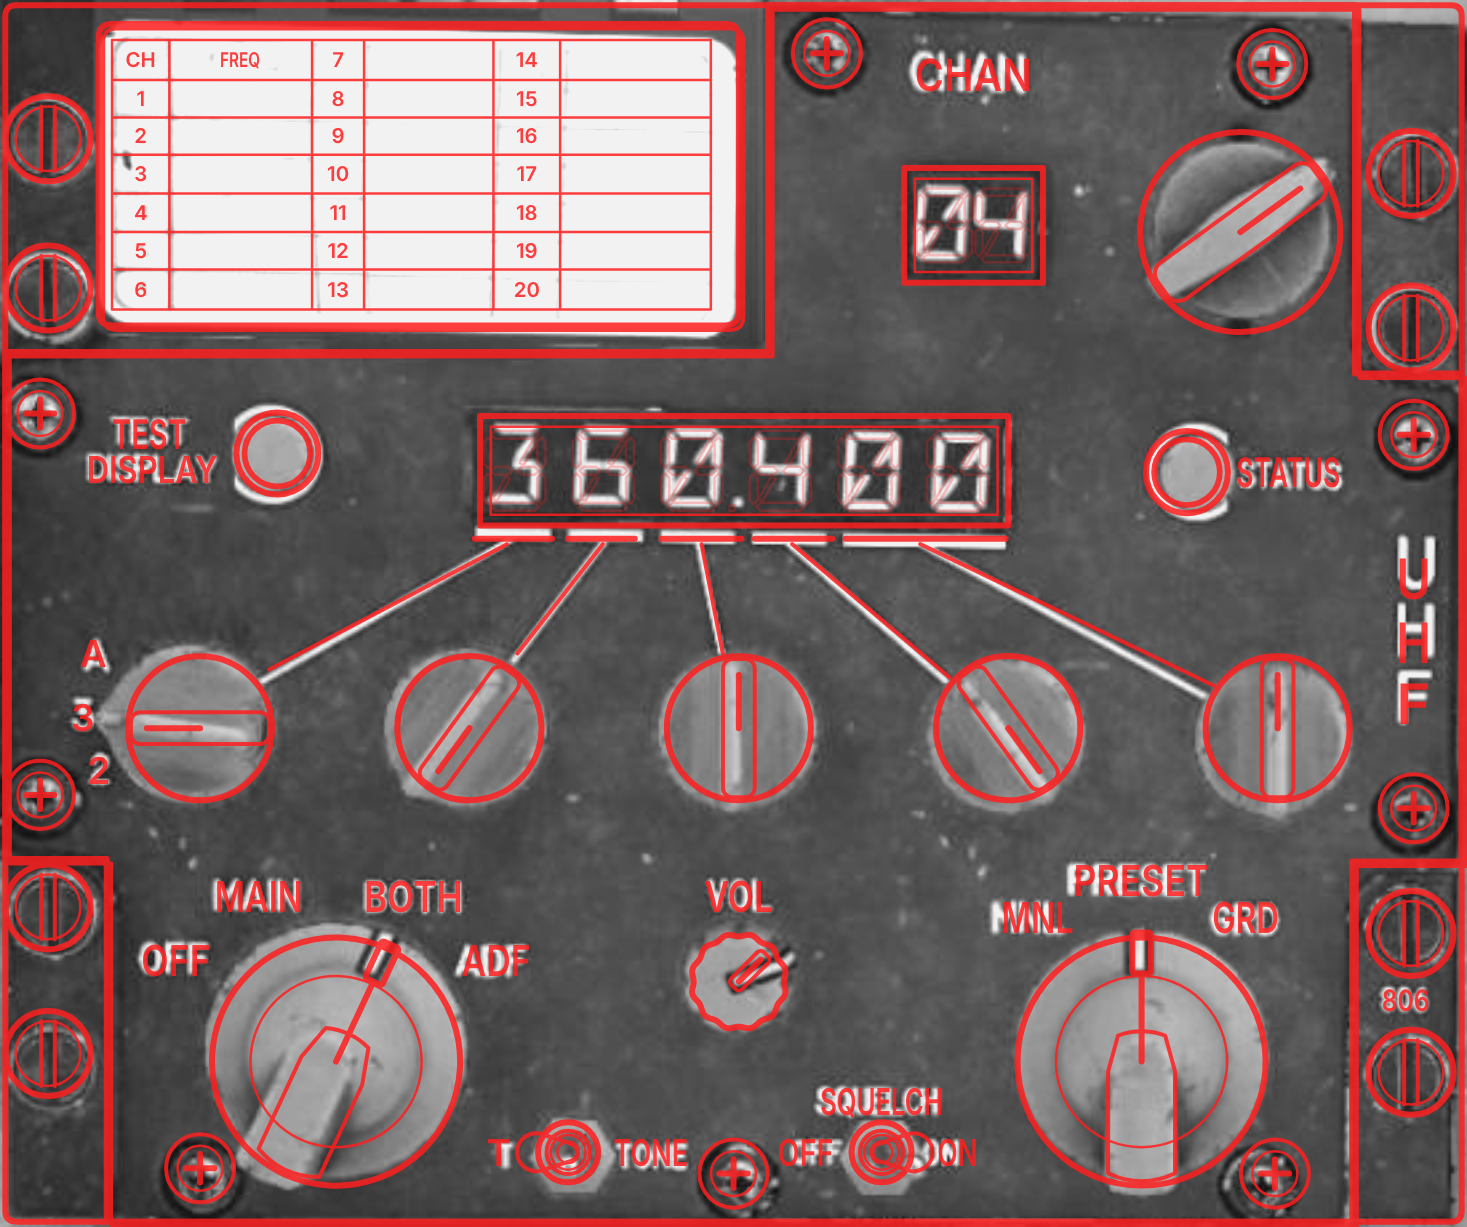 CH FREQ 7 14
1 8 15
2 9 16
3 10 17
4 11 18
5 12 19
6 13 20
CHAN
04
TEST
DISPLAY
360.400
STATUS
UHF
A
3
2
MAIN BOTH
OFF ADF
VOL
PRESET
MNL GRD
806
T TONE
SQUELCH
OFF ON